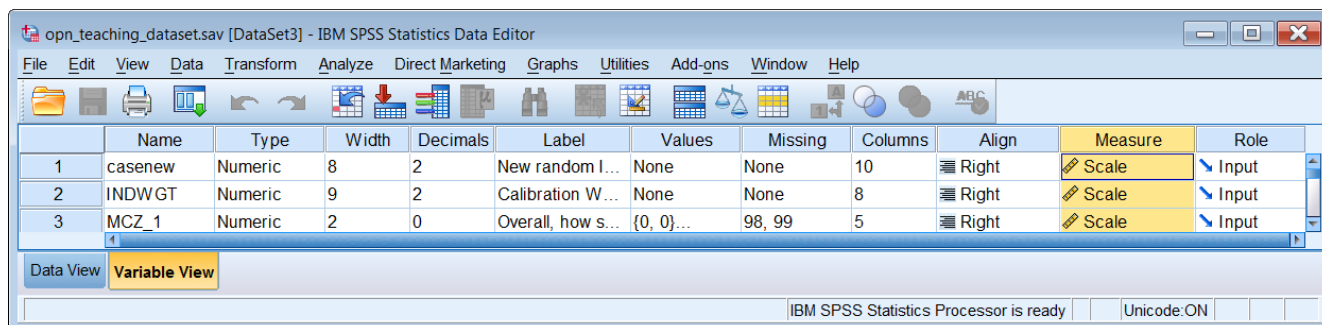 opn_teaching_dataset.sav [DataSet3] - IBM SPSS Statistics Data Editor
File Edit View Data Transform Analyze Direct Marketing Graphs Utilities Add-ons Window Help
Name Type Width Decimals Label Values Missing Columns Align Measure Role
1 casenew Numeric 8 2 New random I... None None 10 Right Scale Input
2 INDWGT Numeric 9 2 Calibration W... None None 8 Right Scale Input
3 MCZ_1 Numeric 2 0 Overall, how s... {0, 0}... 98, 99 5 Right Scale Input
Data View Variable View
IBM SPSS Statistics Processor is ready Unicode:ON